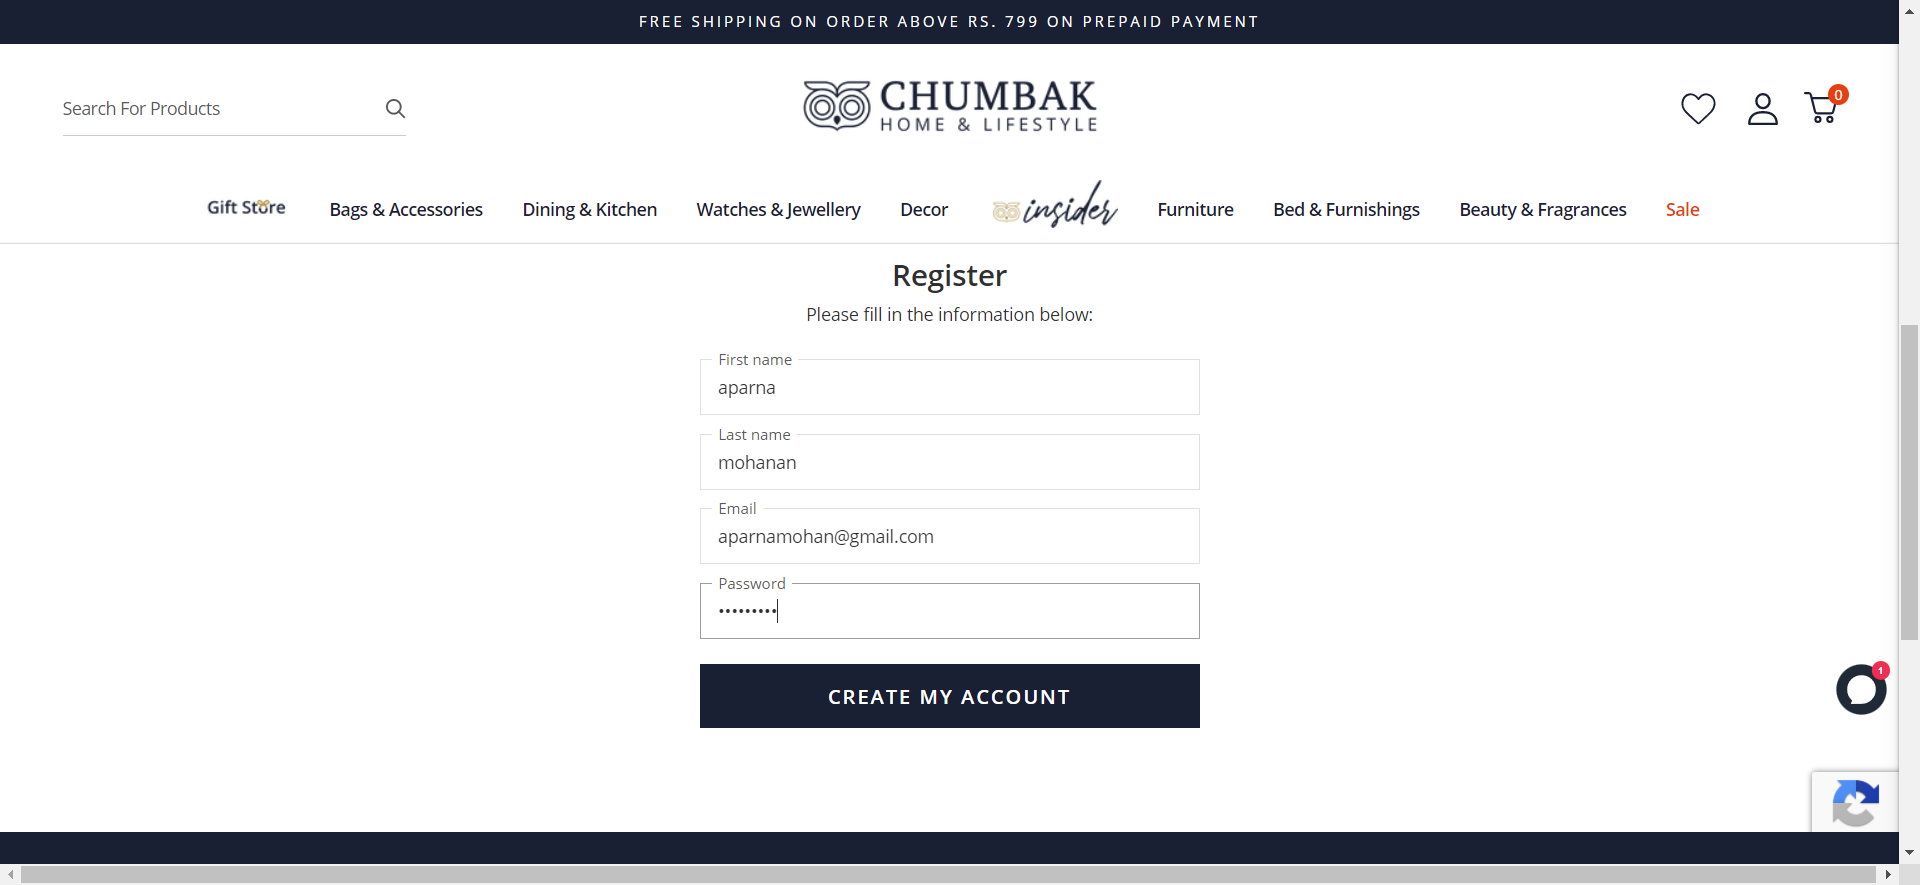 FREE SHIPPING ON ORDER ABOVE RS. 799 ON PREPAID PAYMENT
Search For Products
CHUMBAK
HOME & LIFESTYLE
0
Gift Store
Bags & Accessories
Dining & Kitchen
Watches & Jewellery
Decor
insider
Furniture
Bed & Furnishings
Beauty & Fragrances
Sale
Register
Please fill in the information below:
First name
aparna
Last name
mohanan
Email
aparnamohan@gmail.com
Password
•••••••••
CREATE MY ACCOUNT
1